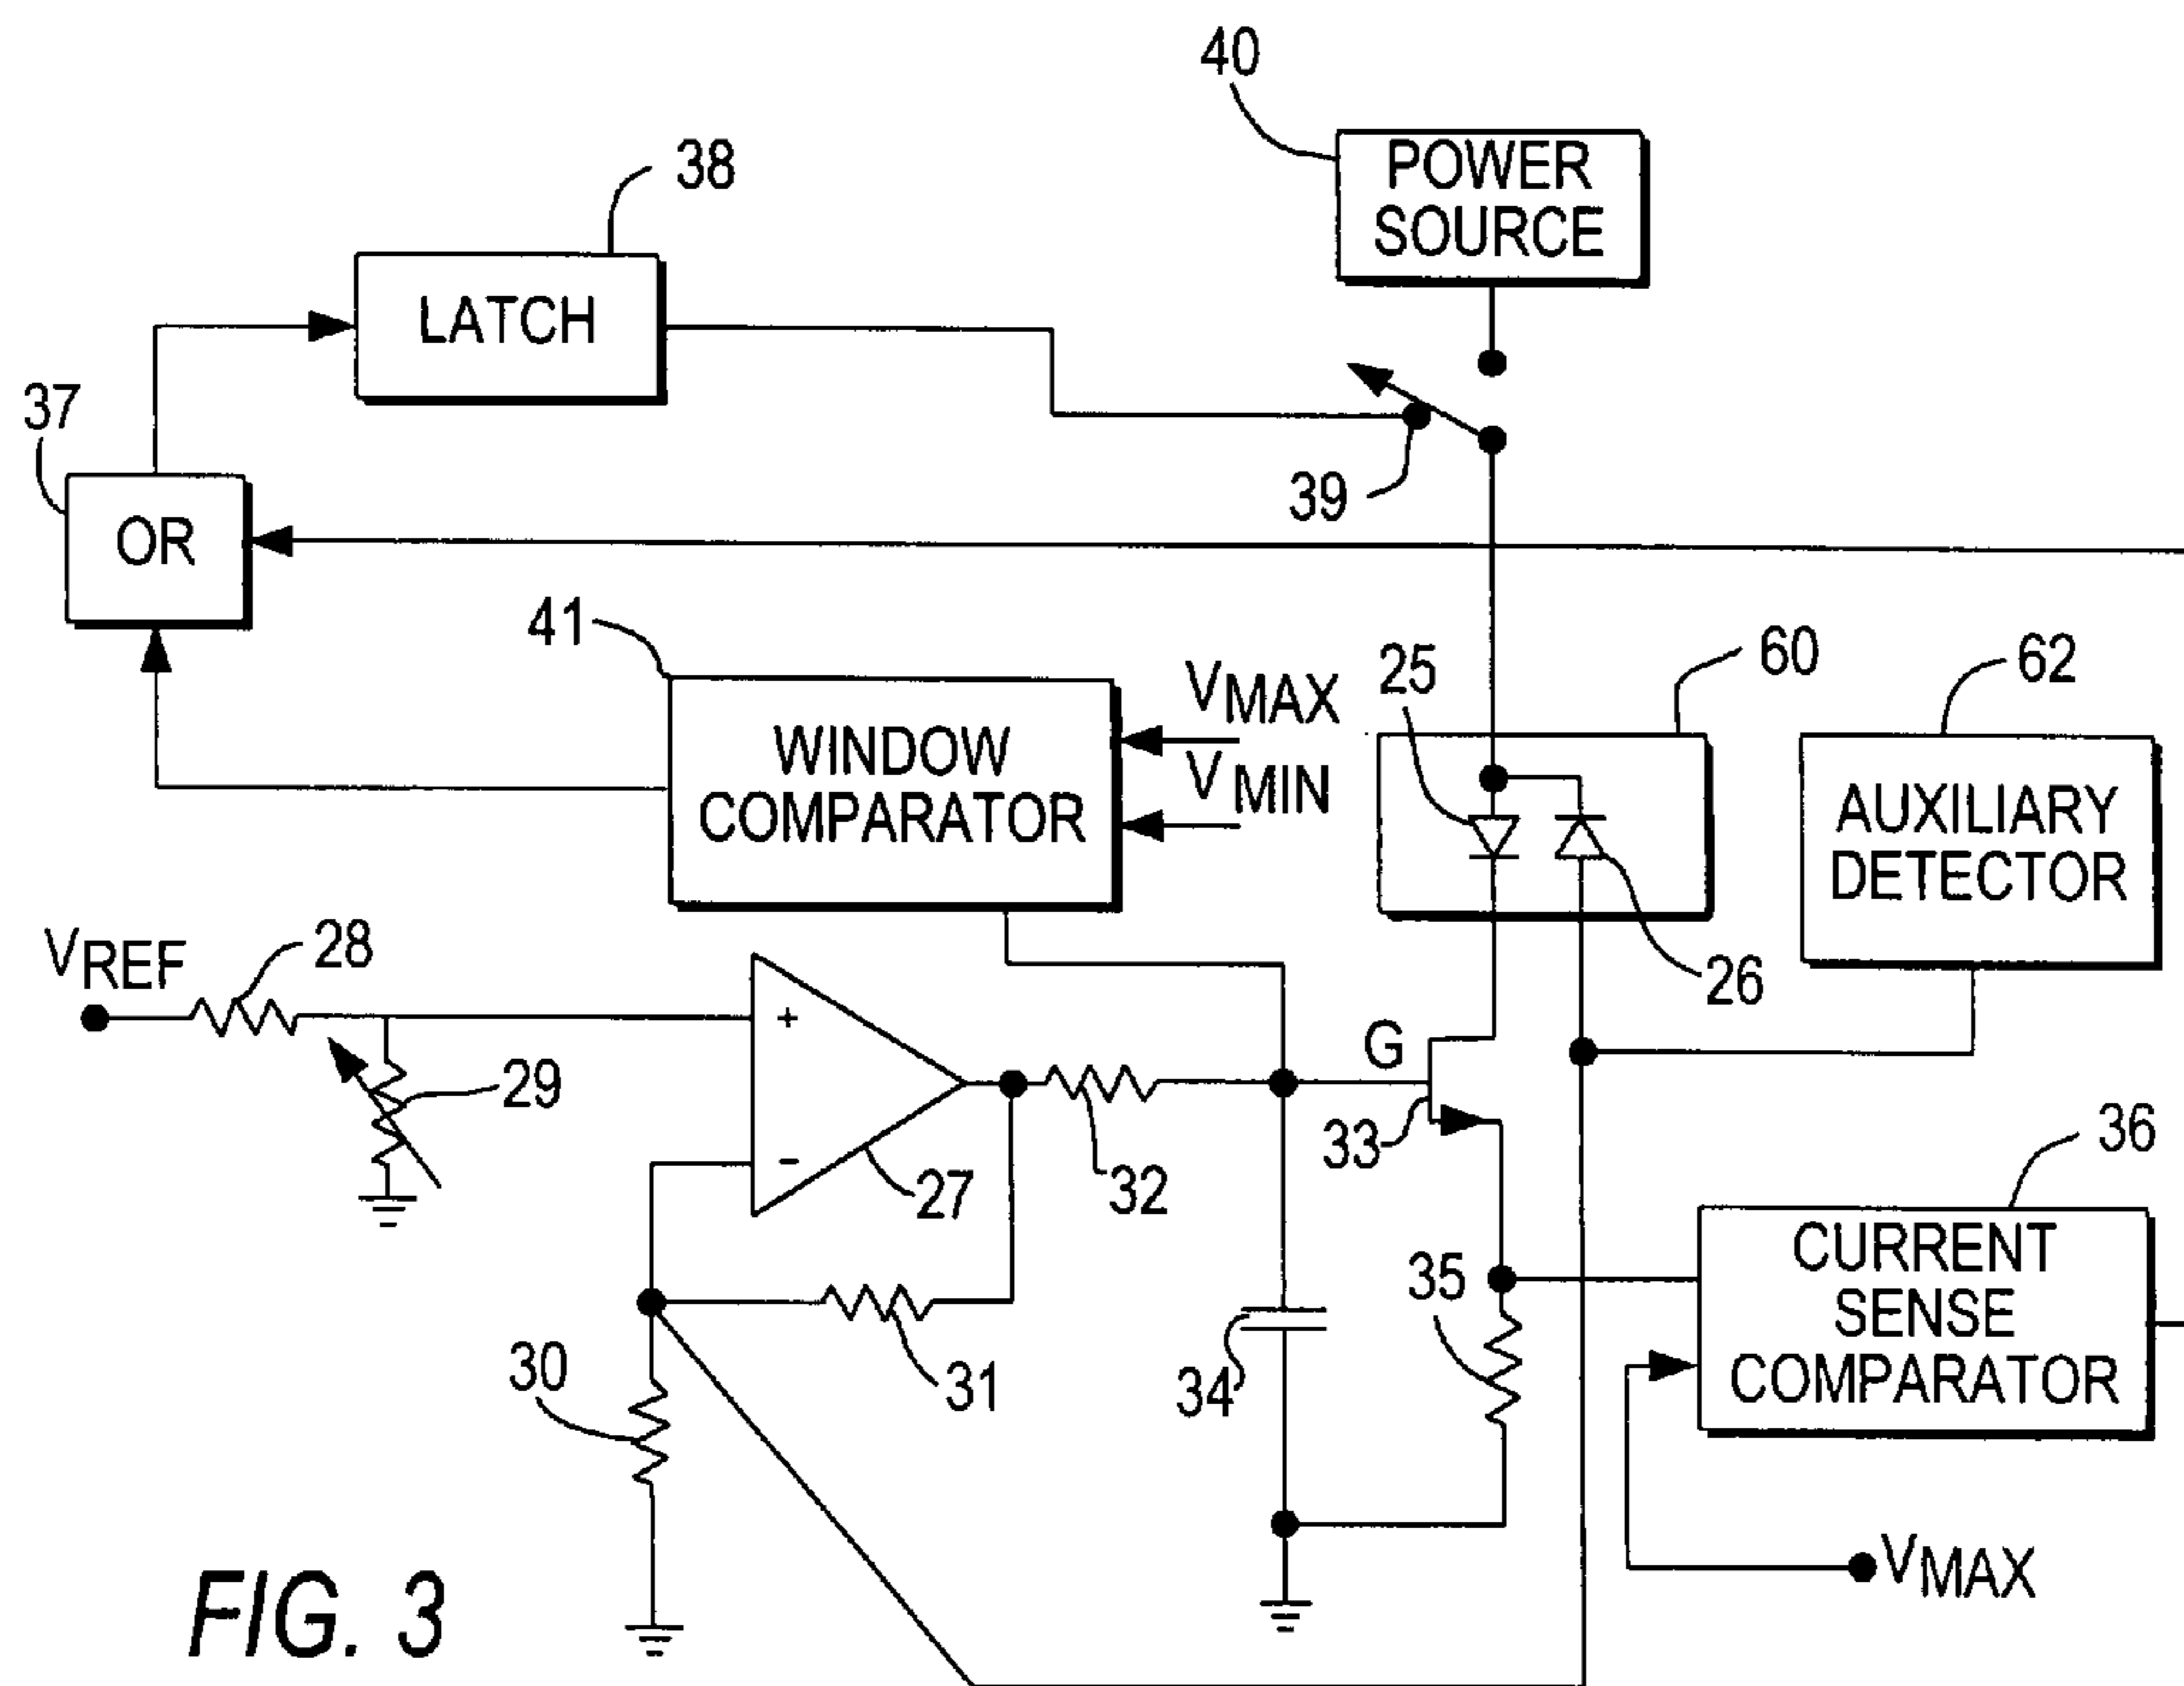 40
POWER
SOURCE
38
LATCH
37
OR
39
41
WINDOW
COMPARATOR
VMAX
VMIN
25
60
62
AUXILIARY
DETECTOR
26
VREF
28
29
+
-
27
32
G
33
36
CURRENT
SENSE
COMPARATOR
35
34
31
30
VMAX
FIG. 3